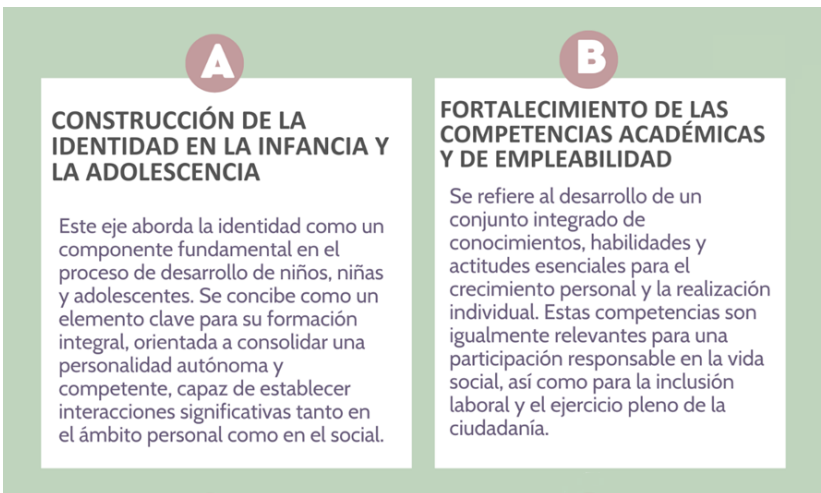 A
CONSTRUCCIÓN DE LA
IDENTIDAD EN LA INFANCIA Y
LA ADOLESCENCIA
Este eje aborda la identidad como un
componente fundamental en el
proceso de desarrollo de niños, niñas
y adolescentes. Se concibe como un
elemento clave para su formación
integral, orientada a consolidar una
personalidad autónoma y
competente, capaz de establecer
interacciones significativas tanto en
el ámbito personal como en el social.
B
FORTALECIMIENTO DE LAS
COMPETENCIAS ACADÉMICAS
Y DE EMPLEABILIDAD
Se refiere al desarrollo de un
conjunto integrado de
conocimientos, habilidades y
actitudes esenciales para el
crecimiento personal y la realización
individual. Estas competencias son
igualmente relevantes para una
participación responsable en la vida
social, así como para la inclusión
laboral y el ejercicio pleno de la
ciudadanía.